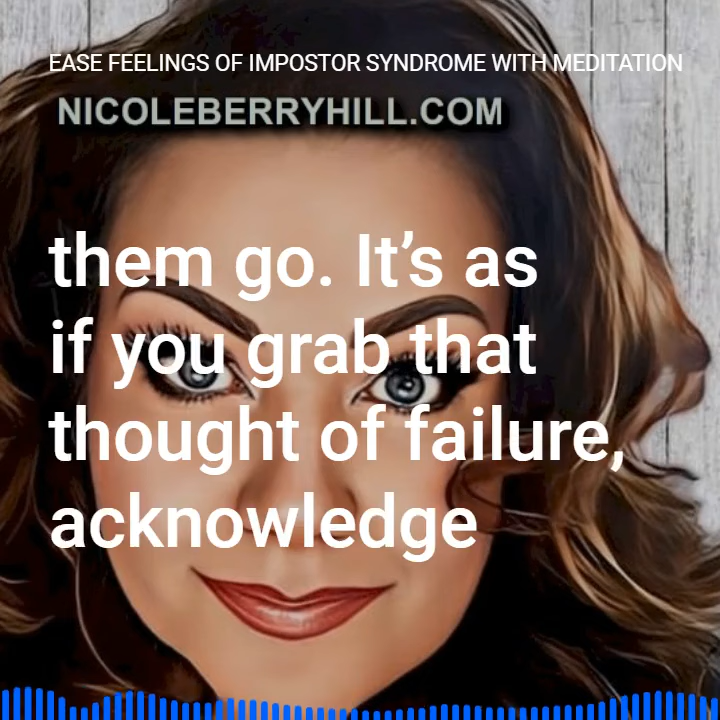 EASE FEELINGS OF IMPOSTOR SYNDROME WITH MEDITATION
NICOLEBERRYHILL.COM
them go. It’s as
if you grab that
thought of failure,
acknowledge